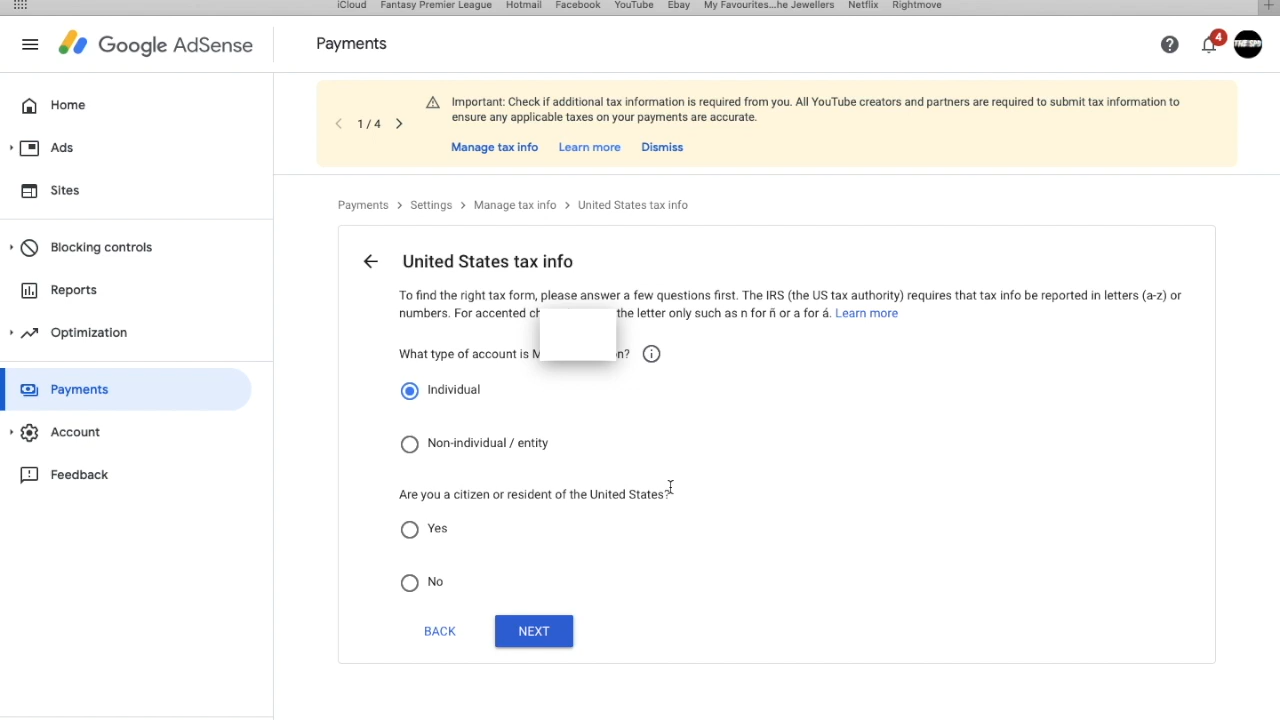 iCloud Fantasy Premier League Hotmail Facebook YouTube Ebay My Favourites...he Jewellers Netflix Rightmove
Google AdSense
Payments
4
THE SPO
Home
Ads
Sites
Blocking controls
Reports
Optimization
Payments
Account
Feedback
1 / 4
Important: Check if additional tax information is required from you. All YouTube creators and partners are required to submit tax information to
ensure any applicable taxes on your payments are accurate.
Manage tax info Learn more Dismiss
Payments > Settings > Manage tax info > United States tax info
United States tax info
To find the right tax form, please answer a few questions first. The IRS (the US tax authority) requires that tax info be reported in letters (a-z) or
numbers. For accented ch the letter only such as n for ñ or a for á. Learn more
What type of account is M n?
Individual
Non-individual / entity
Are you a citizen or resident of the United States?
Yes
No
BACK NEXT